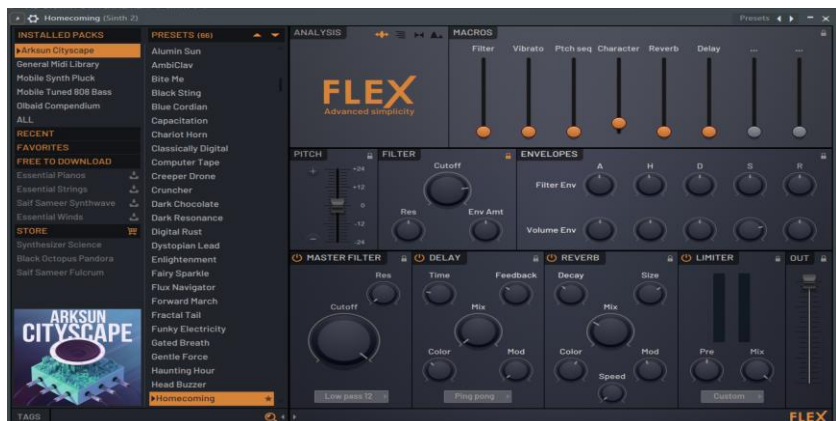 Homecoming (Sinth 2)
Presets
INSTALLED PACKS
Arksun Cityscape
General Midi Library
Mobile Synth Pluck
Mobile Tuned 808 Bass
Olbaid Compendium
ALL
RECENT
FAVORITES
FREE TO DOWNLOAD
Essential Pianos
Essential Strings
Saif Sameer Synthwave
Essential Winds
STORE
Synthesizer Science
Black Octopus Pandora
Saif Sameer Fulcrum
ARKSUN
CITYSCAPE
TAGS
PRESETS (66)
Alumin Sun
AmbiClav
Bite Me
Black Sting
Blue Cordian
Capacitation
Chariot Horn
Classically Digital
Computer Tape
Creeper Drone
Cruncher
Dark Chocolate
Dark Resonance
Digital Rust
Dystopian Lead
Enlightenment
Fairy Sparkle
Flux Navigator
Forward March
Fractal Tail
Funky Electricity
Gated Breath
Gentle Force
Haunting Hour
Head Buzzer
Homecoming
ANALYSIS
FLEX
Advanced simplicity
MACROS
Filter Vibrato Ptch seq Character Reverb Delay ... ...
PITCH
+24
+12
0
-12
-24
FILTER
Cutoff
Res Env Amt
ENVELOPES
A H D S R
Filter Env
Volume Env
MASTER FILTER
Res
Cutoff
Low pass 12
DELAY
Time Feedback
Mix
Color Mod
Ping pong
REVERB
Decay Size
Mix
Color Mod
Speed
LIMITER
Pre Mix
Custom
OUT
FLEX